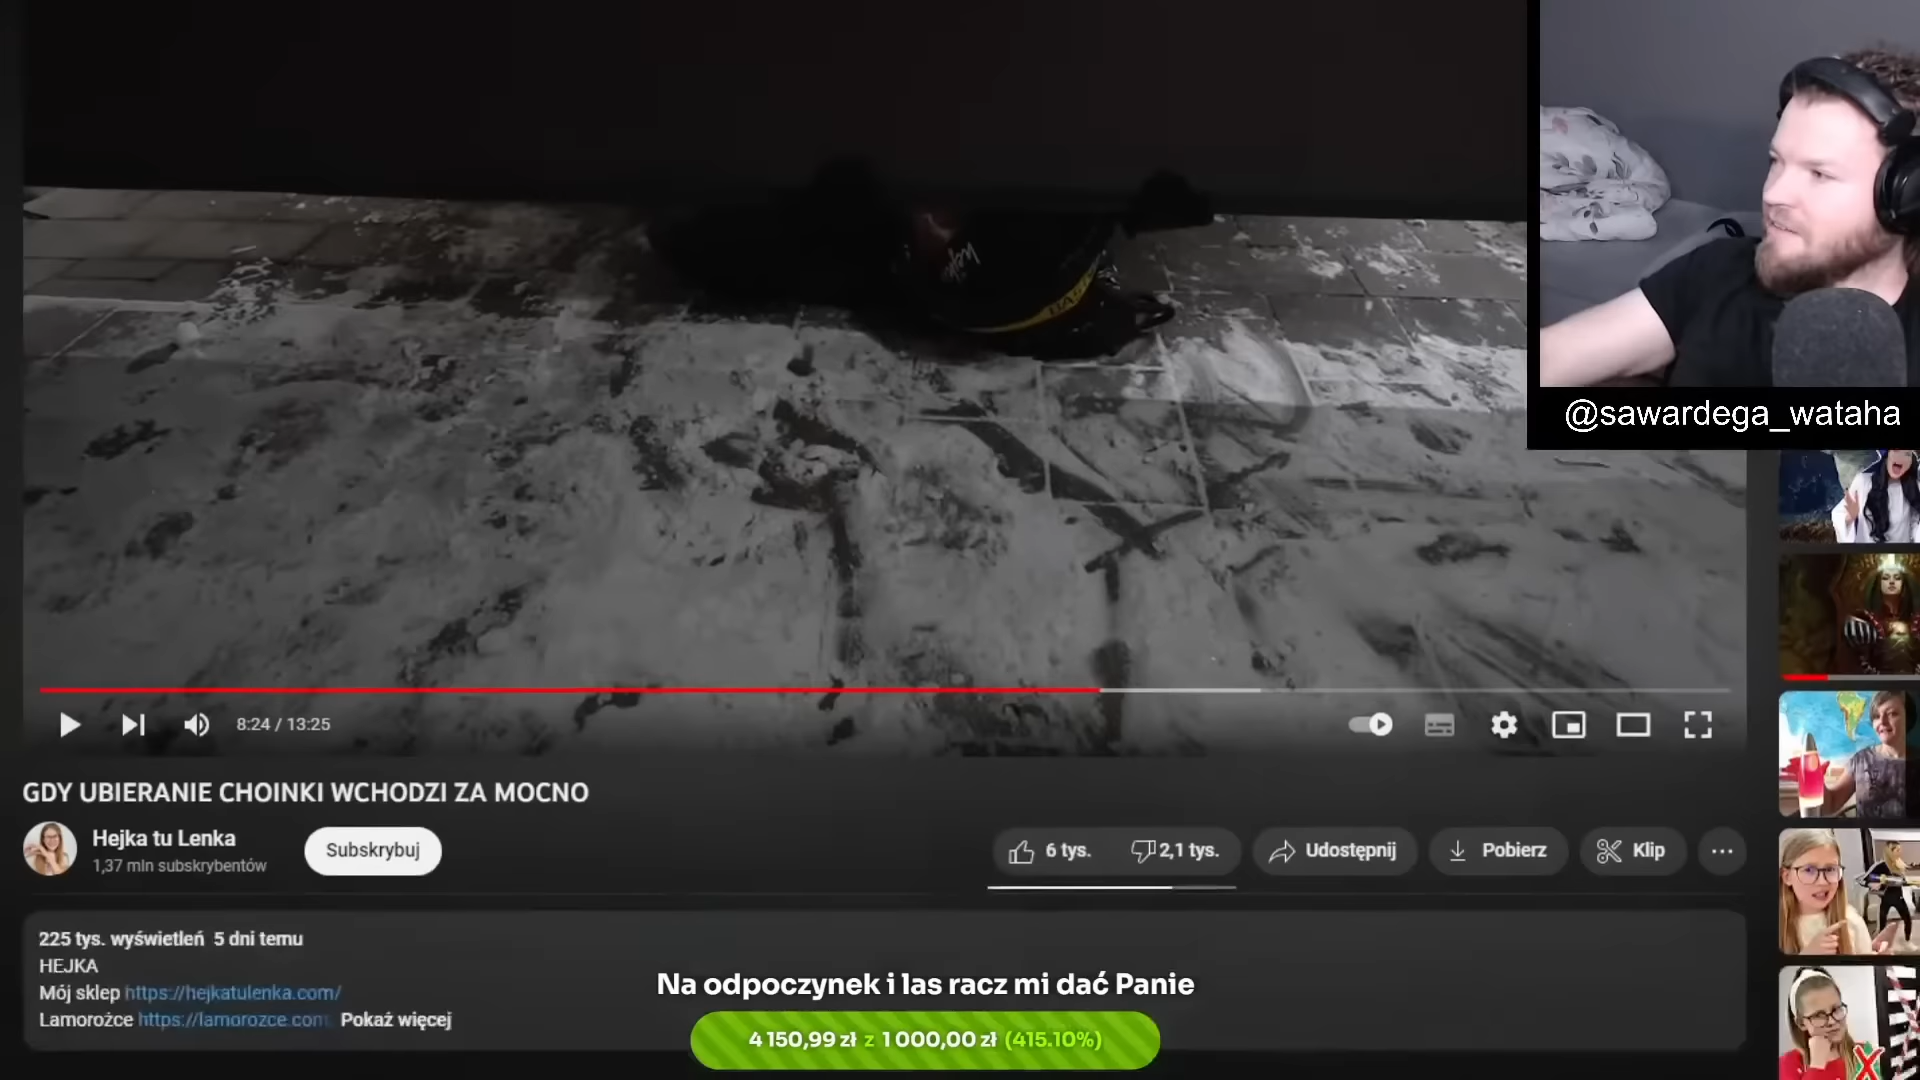 @sawardega_wataha
8:24 / 13:25
GDY UBIERANIE CHOINKI WCHODZI ZA MOCNO
Hejka tu Lenka
1,37 mln subskrybentów
Subskrybuj
6 tys.
2,1 tys.
Udostępnij
Pobierz
Klip
225 tys. wyświetleń 5 dni temu
HEJKA
Mój sklep https://hejkatulenka.com/
Lamorożce https://lamorozce.com
Pokaż więcej
Na odpoczynek i las racz mi dać Panie
4 150,99 zł z 1 000,00 zł (415.10%)